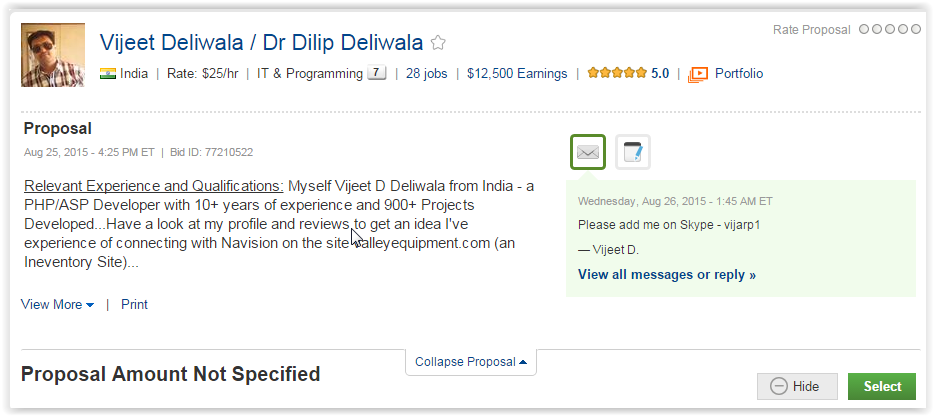 Vijeet Deliwala / Dr Dilip Deliwala
Rate Proposal
India | Rate: $25/hr | IT & Programming 7 | 28 jobs | $12,500 Earnings | 5.0 | Portfolio
Proposal
Aug 25, 2015 - 4:25 PM ET | Bid ID: 77210522
Relevant Experience and Qualifications: Myself Vijeet D Deliwala from India - a
PHP/ASP Developer with 10+ years of experience and 900+ Projects
Developed...Have a look at my profile and reviews to get an idea I've
experience of connecting with Navision on the site alleyequipment.com (an
Ineventory Site)...
View More | Print
Wednesday, Aug 26, 2015 - 1:45 AM ET
Please add me on Skype - vijarp1
— Vijeet D.
View all messages or reply »
Collapse Proposal
Proposal Amount Not Specified
Hide
Select